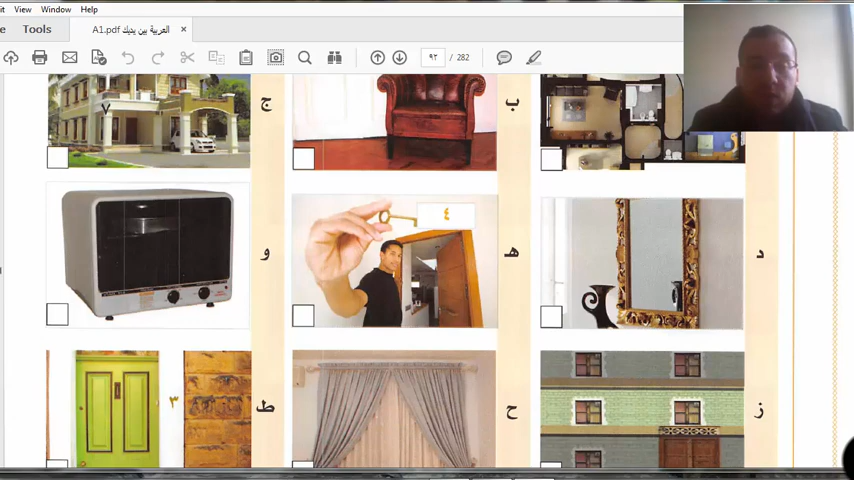 View Window Help
Tools
العربية بين يديك A1.pdf ×
٩٢ / 282
ج
٧
ب
و
هـ
٤
د
ط
٣
ح
ز